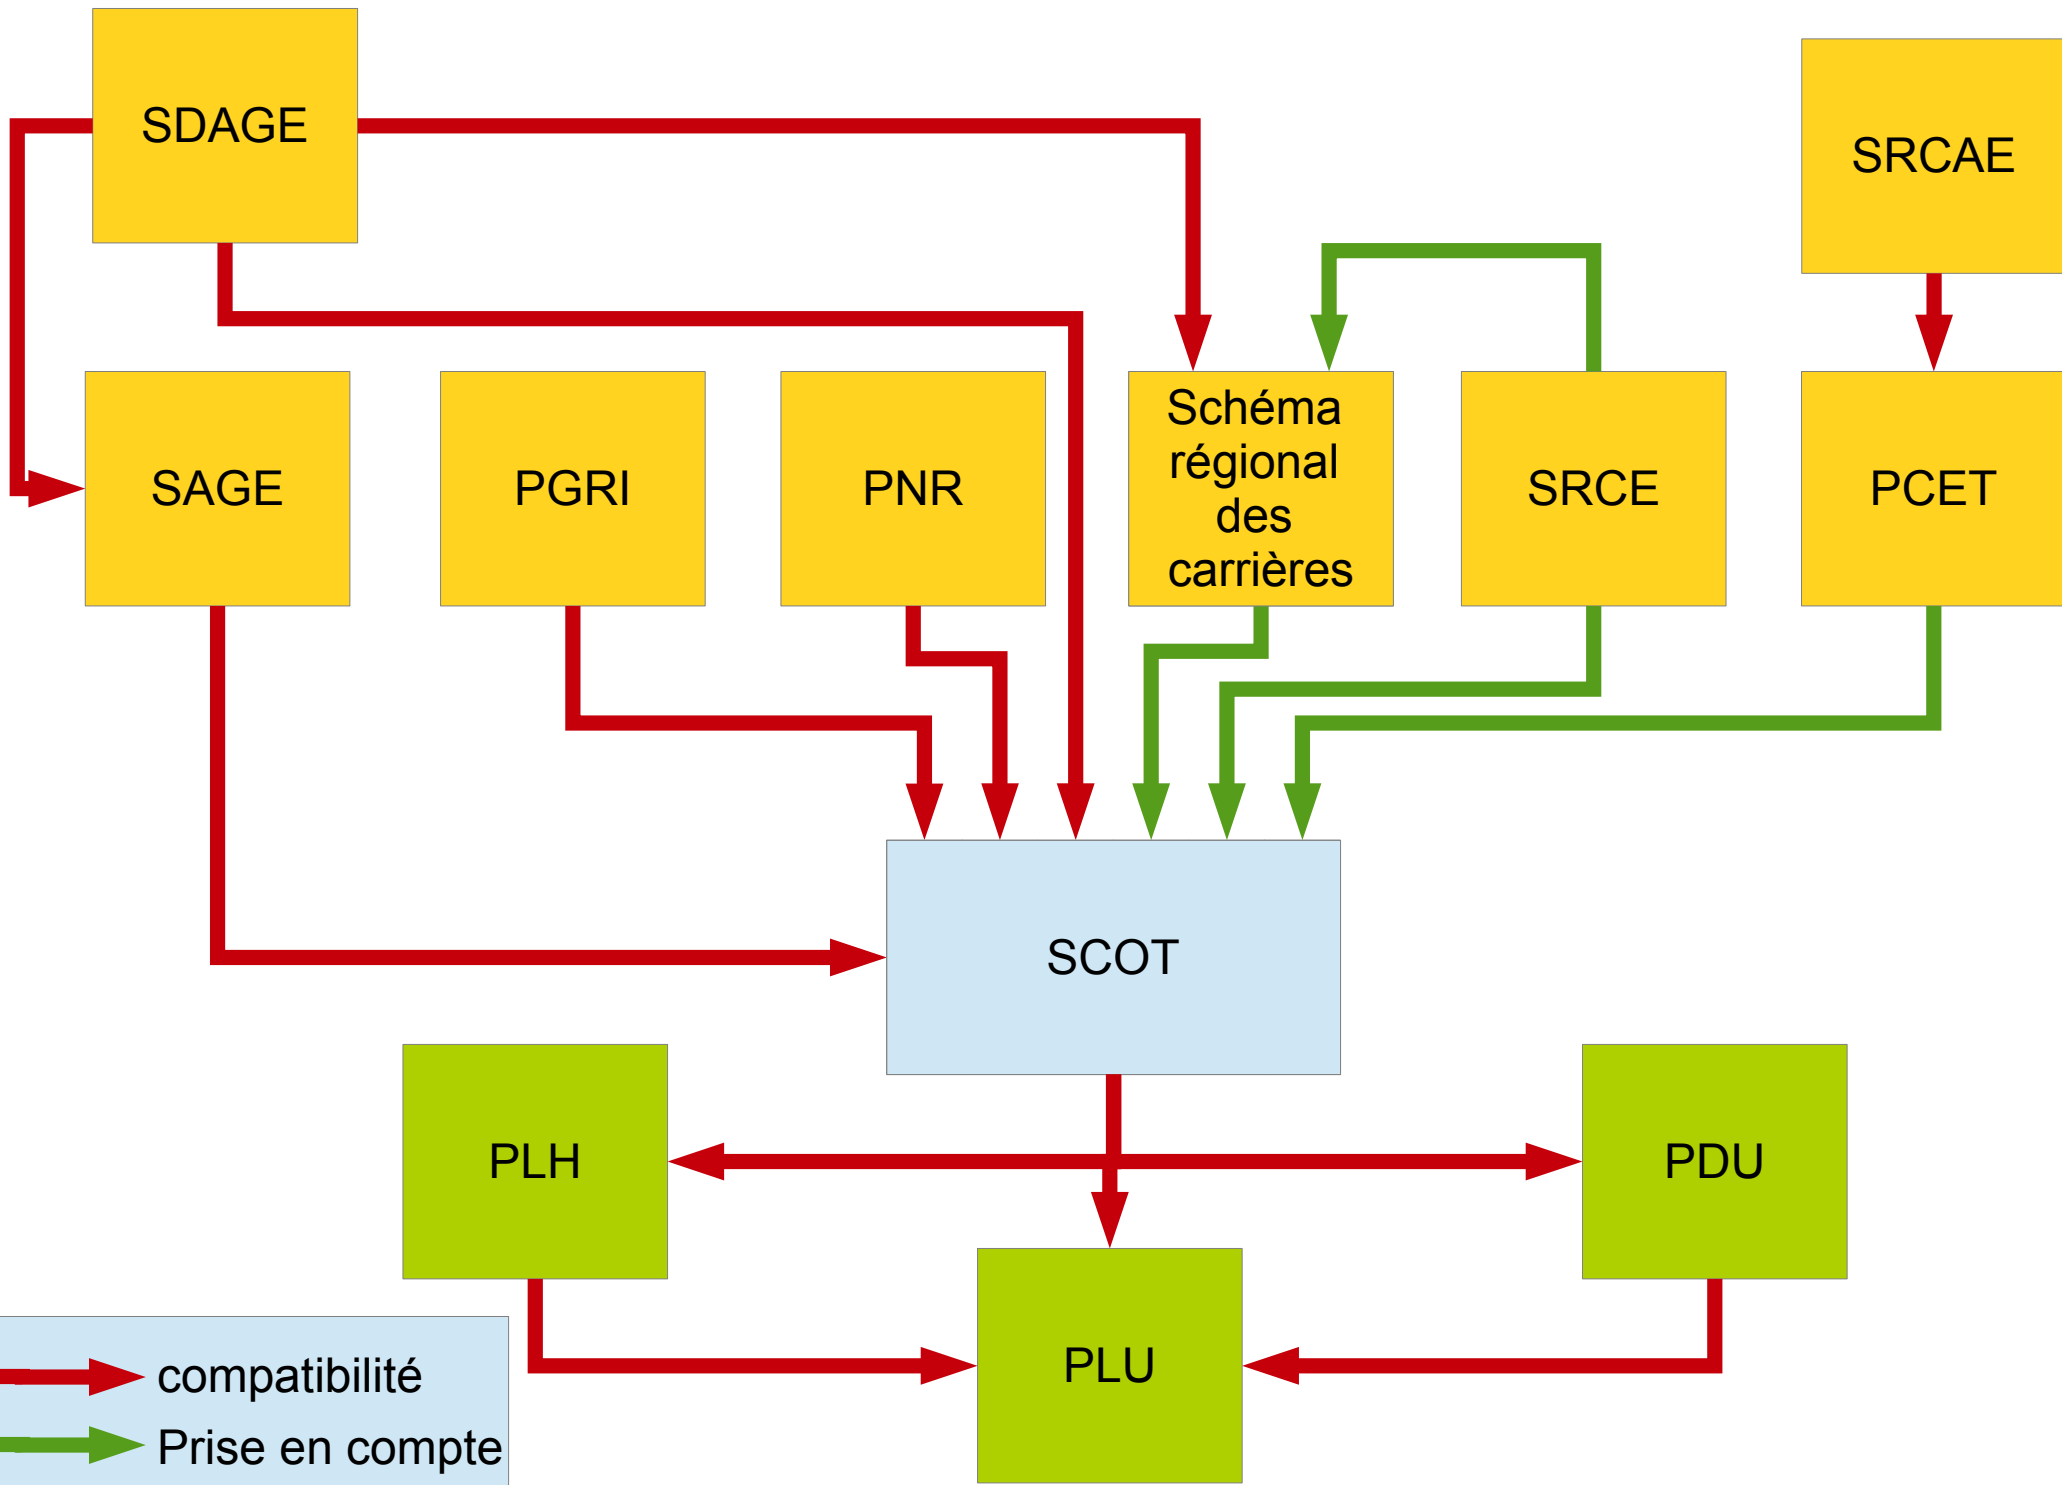 SDAGE
SRCAE
SAGE
PGRI
PNR
Schéma
régional
des
carrières
SRCE
PCET
SCOT
PLH
PDU
PLU
compatibilité
Prise en compte